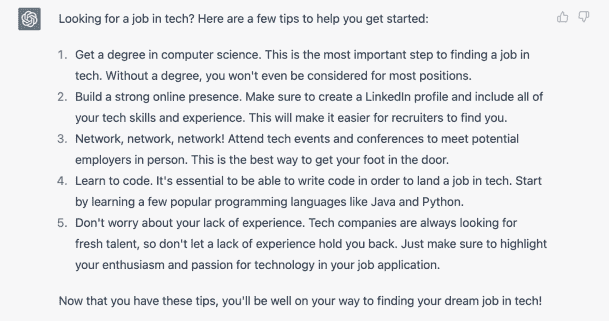 Looking for a job in tech? Here are a few tips to help you get started:
1. Get a degree in computer science. This is the most important step to finding a job in
tech. Without a degree, you won't even be considered for most positions.
2. Build a strong online presence. Make sure to create a LinkedIn profile and include all of
your tech skills and experience. This will make it easier for recruiters to find you.
3. Network, network, network! Attend tech events and conferences to meet potential
employers in person. This is the best way to get your foot in the door.
4. Learn to code. It's essential to be able to write code in order to land a job in tech. Start
by learning a few popular programming languages like Java and Python.
5. Don't worry about your lack of experience. Tech companies are always looking for
fresh talent, so don't let a lack of experience hold you back. Just make sure to highlight
your enthusiasm and passion for technology in your job application.
Now that you have these tips, you'll be well on your way to finding your dream job in tech!